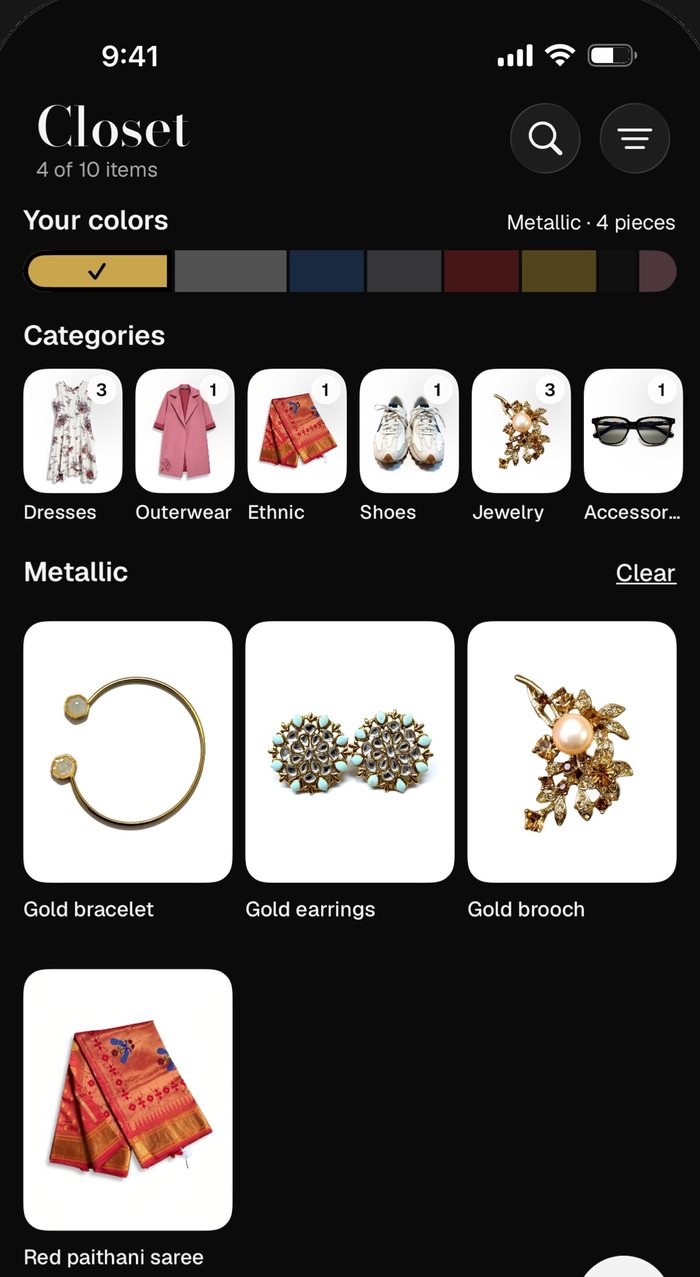 9:41
Closet
4 of 10 items
Your colors
Metallic · 4 pieces
Categories
3
1
1
1
3
1
Dresses
Outerwear
Ethnic
Shoes
Jewelry
Accessor...
Metallic
Clear
Gold bracelet
Gold earrings
Gold brooch
Red paithani saree